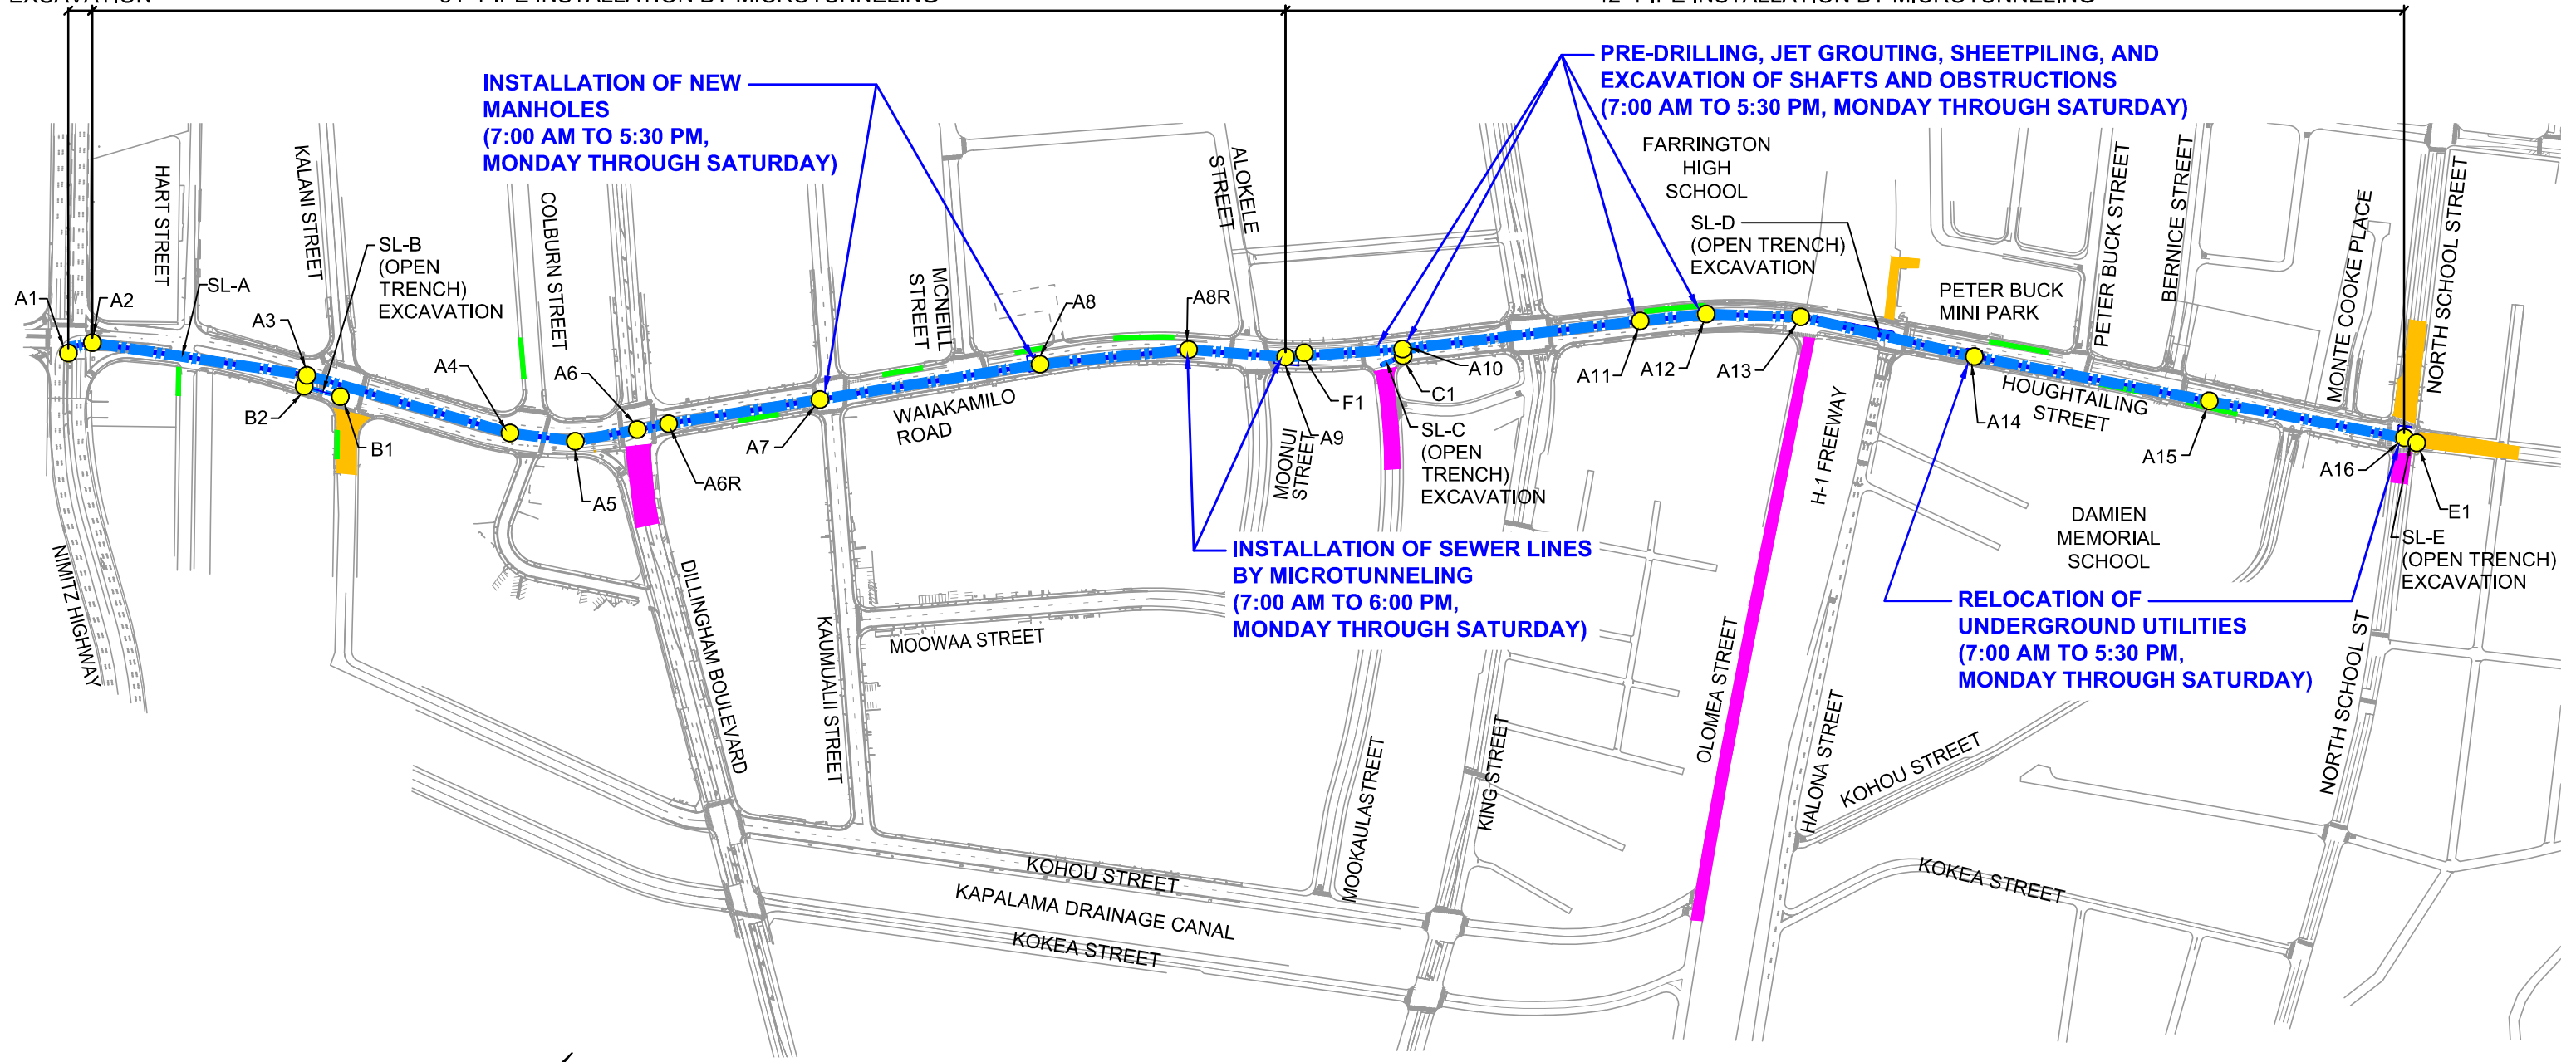 EXCAVATION
PIPE INSTALLATION BY MICROTUNNELING
PIPE INSTALLATION BY MICROTUNNELING
INSTALLATION OF NEW
MANHOLES
(7:00 AM TO 5:30 PM,
MONDAY THROUGH SATURDAY)
PRE-DRILLING, JET GROUTING, SHEETPILING, AND
EXCAVATION OF SHAFTS AND OBSTRUCTIONS
(7:00 AM TO 5:30 PM, MONDAY THROUGH SATURDAY)
HART STREET
KALANI STREET
COLBURN STREET
MCNEILL
STREET
ALOKELE
STREET
FARRINGTON
HIGH
SCHOOL
SL-D
(OPEN TRENCH)
EXCAVATION
PETER BUCK
MINI PARK
PETER BUCK STREET
BERNICE STREET
MONTE COOKE PLACE
NORTH SCHOOL STREET
SL-B
(OPEN
TRENCH)
EXCAVATION
A1
A2
SL-A
A3
B2
B1
A4
A5
A6
A6R
A7
WAIAKAMILO
ROAD
A8
A8R
MOONUI
STREET
A9
F1
A10
C1
SL-C
(OPEN
TRENCH)
EXCAVATION
A11
A12
A13
H-1 FREEWAY
A14
HOUGHTAILING
STREET
A15
A16
E1
SL-E
(OPEN TRENCH)
EXCAVATION
DAMIEN
MEMORIAL
SCHOOL
INSTALLATION OF SEWER LINES
BY MICROTUNNELING
(7:00 AM TO 6:00 PM,
MONDAY THROUGH SATURDAY)
RELOCATION OF
UNDERGROUND UTILITIES
(7:00 AM TO 5:30 PM,
MONDAY THROUGH SATURDAY)
NIMITZ HIGHWAY
DILLINGHAM BOULEVARD
KAUMUALII STREET
MOOWAA STREET
MOOKAULASTREET
KING STREET
OLOMEA STREET
HALONA STREET
KOHOU STREET
NORTH SCHOOL ST
KOHOU STREET
KAPALAMA DRAINAGE CANAL
KOKEA STREET
KOKEA STREET